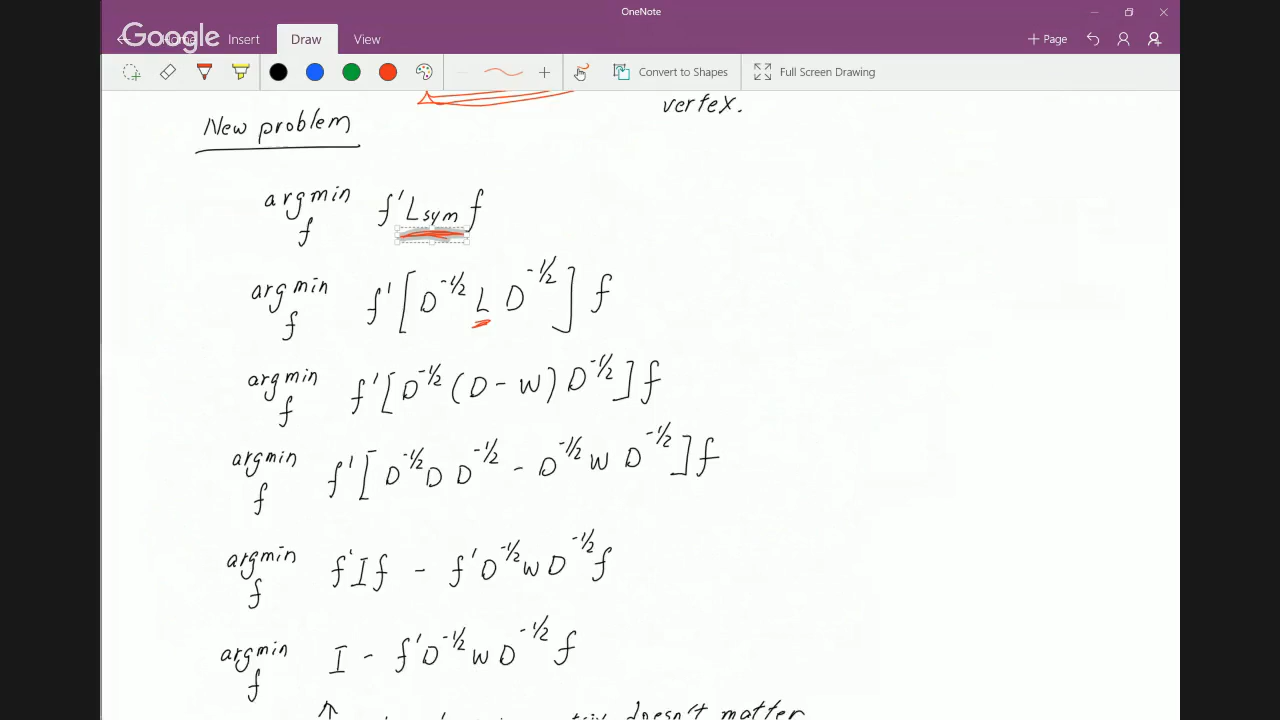 OneNote
Google
Home Insert Draw View + Page
Convert to Shapes Full Screen Drawing
vertex.
New problem
argmin f f' Lsym f
argmin f f' [ D^-1/2 L D^-1/2 ] f
argmin f f' [ D^-1/2 (D - W) D^-1/2 ] f
argmin f f' [ D^-1/2 D D^-1/2 - D^-1/2 W D^-1/2 ] f
argmin f f' I f - f' D^-1/2 W D^-1/2 f
argmin f I - f' D^-1/2 W D^-1/2 f
doesn't matter